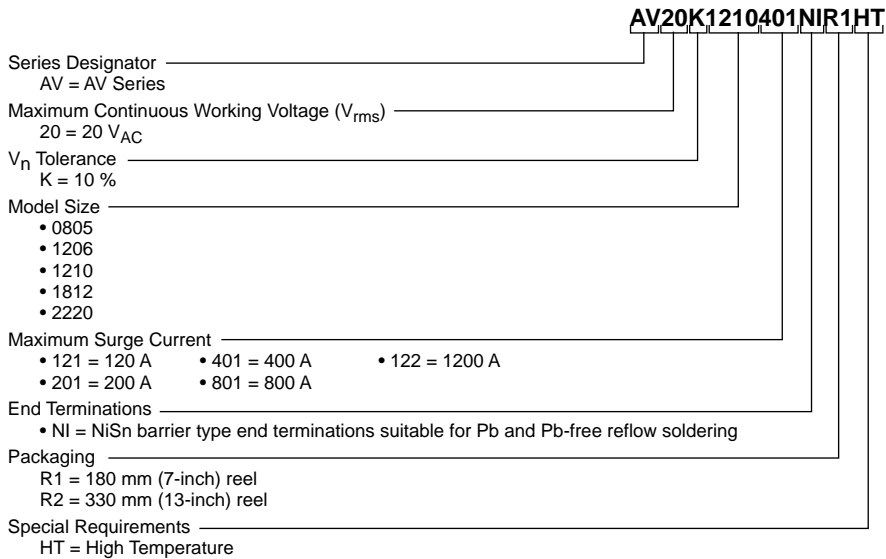 AV20K1210401NIR1HT
Series Designator
AV = AV Series
Maximum Continuous Working Voltage (Vrms)
20 = 20 VAC
Vn Tolerance
K = 10 %
Model Size
• 0805
• 1206
• 1210
• 1812
• 2220
Maximum Surge Current
• 121 = 120 A • 401 = 400 A • 122 = 1200 A
• 201 = 200 A • 801 = 800 A
End Terminations
• NI = NiSn barrier type end terminations suitable for Pb and Pb-free reflow soldering
Packaging
R1 = 180 mm (7-inch) reel
R2 = 330 mm (13-inch) reel
Special Requirements
HT = High Temperature